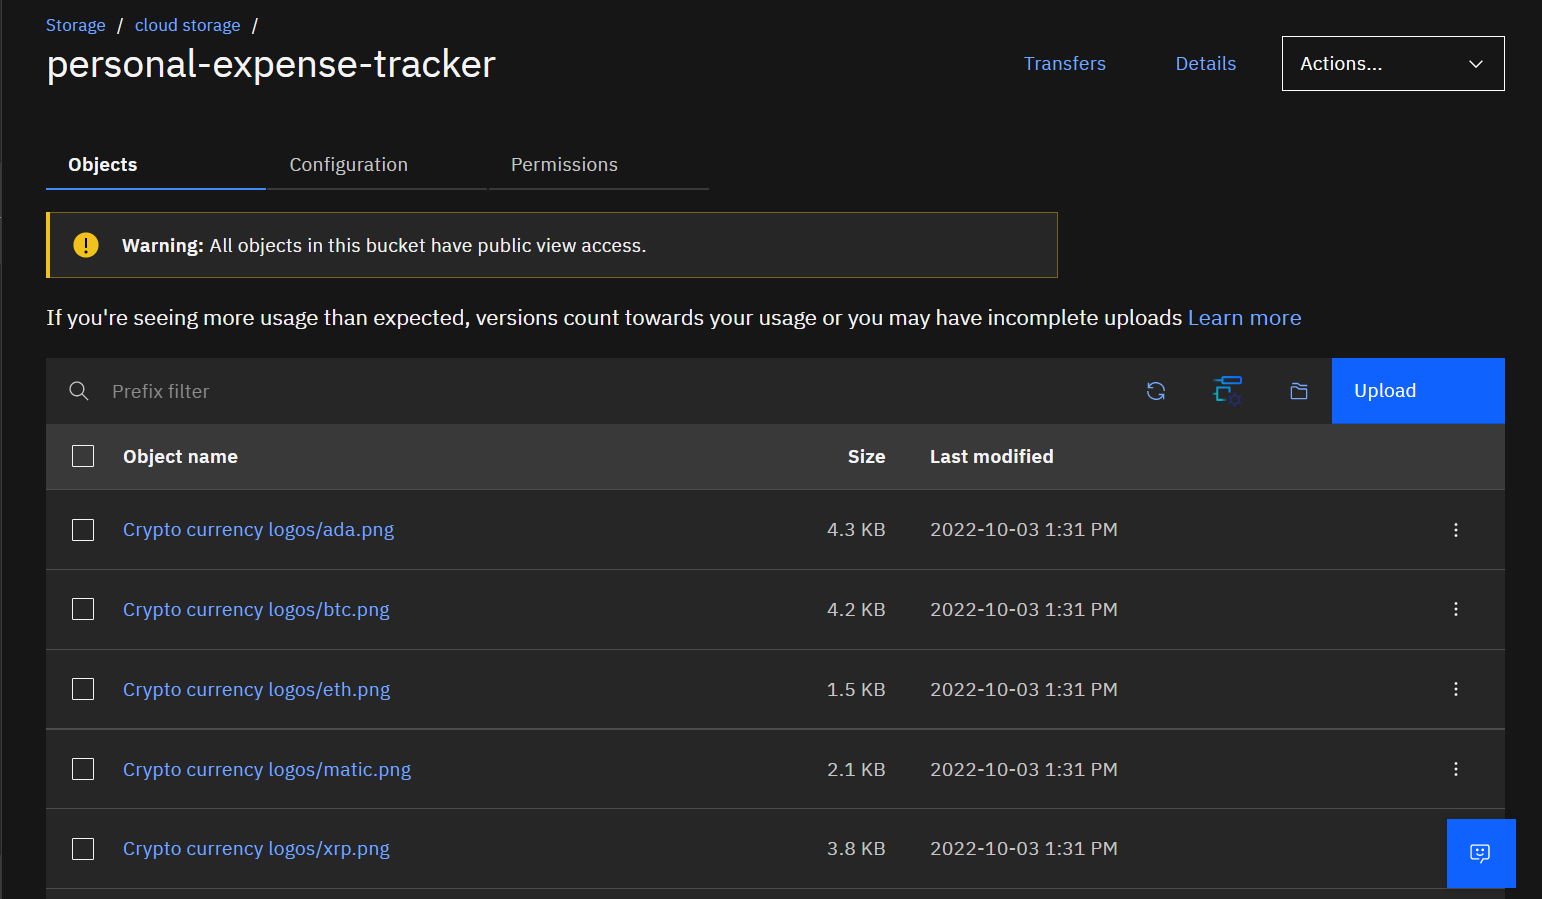 Storage / cloud storage /
personal-expense-tracker
Transfers Details Actions...
Objects Configuration Permissions
Warning: All objects in this bucket have public view access.
If you're seeing more usage than expected, versions count towards your usage or you may have incomplete uploads Learn more
Prefix filter Upload
Object name Size Last modified
Crypto currency logos/ada.png 4.3 KB 2022-10-03 1:31 PM
Crypto currency logos/btc.png 4.2 KB 2022-10-03 1:31 PM
Crypto currency logos/eth.png 1.5 KB 2022-10-03 1:31 PM
Crypto currency logos/matic.png 2.1 KB 2022-10-03 1:31 PM
Crypto currency logos/xrp.png 3.8 KB 2022-10-03 1:31 PM